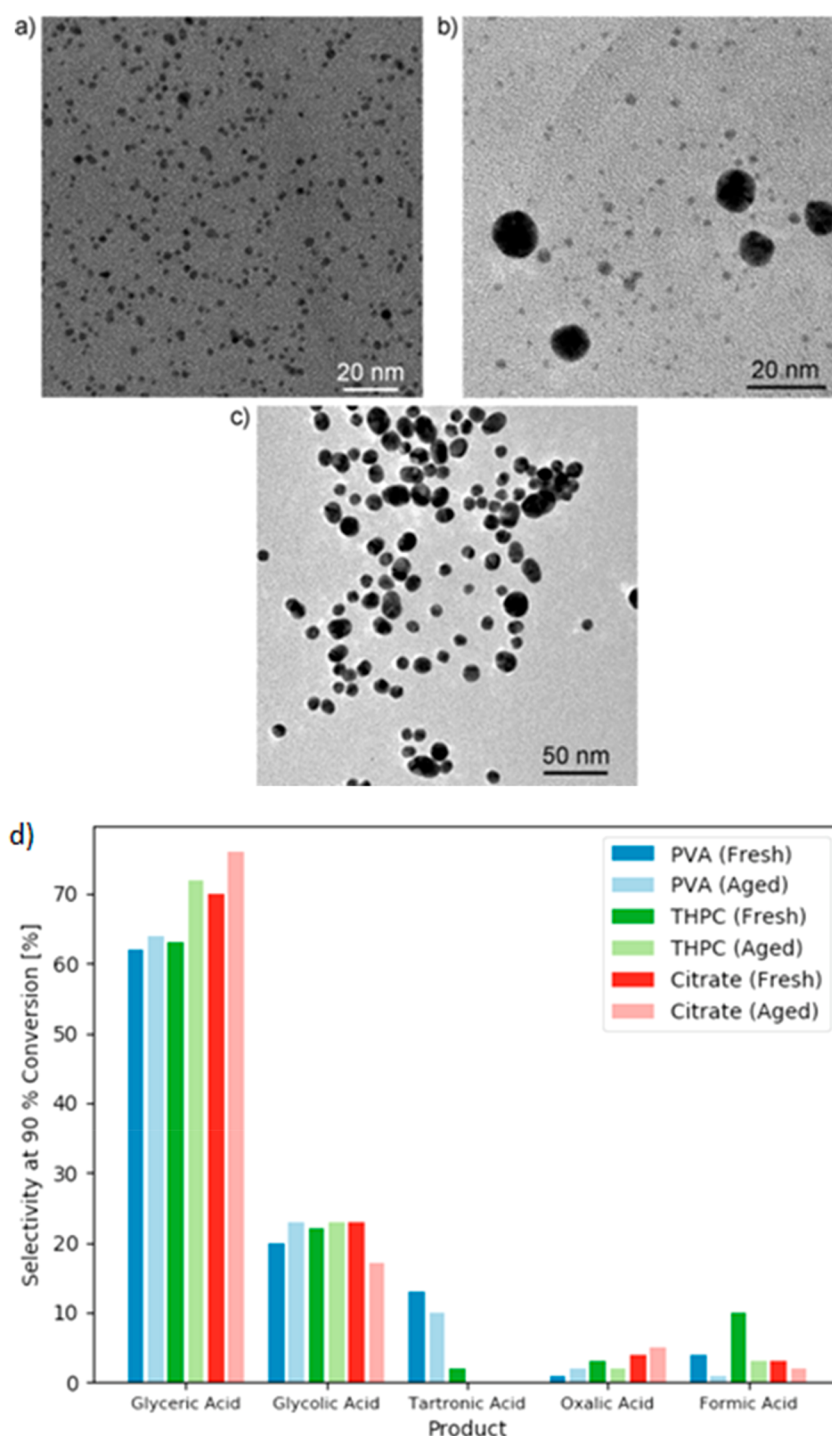 a)
b)
20 nm
20 nm
c)
50 nm
d)
PVA (Fresh)
PVA (Aged)
THPC (Fresh)
THPC (Aged)
Citrate (Fresh)
Citrate (Aged)
Selectivity at 90 % Conversion [%]
70
60
50
40
30
20
10
0
Glyceric Acid
Glycolic Acid
Tartronic Acid
Oxalic Acid
Formic Acid
Product